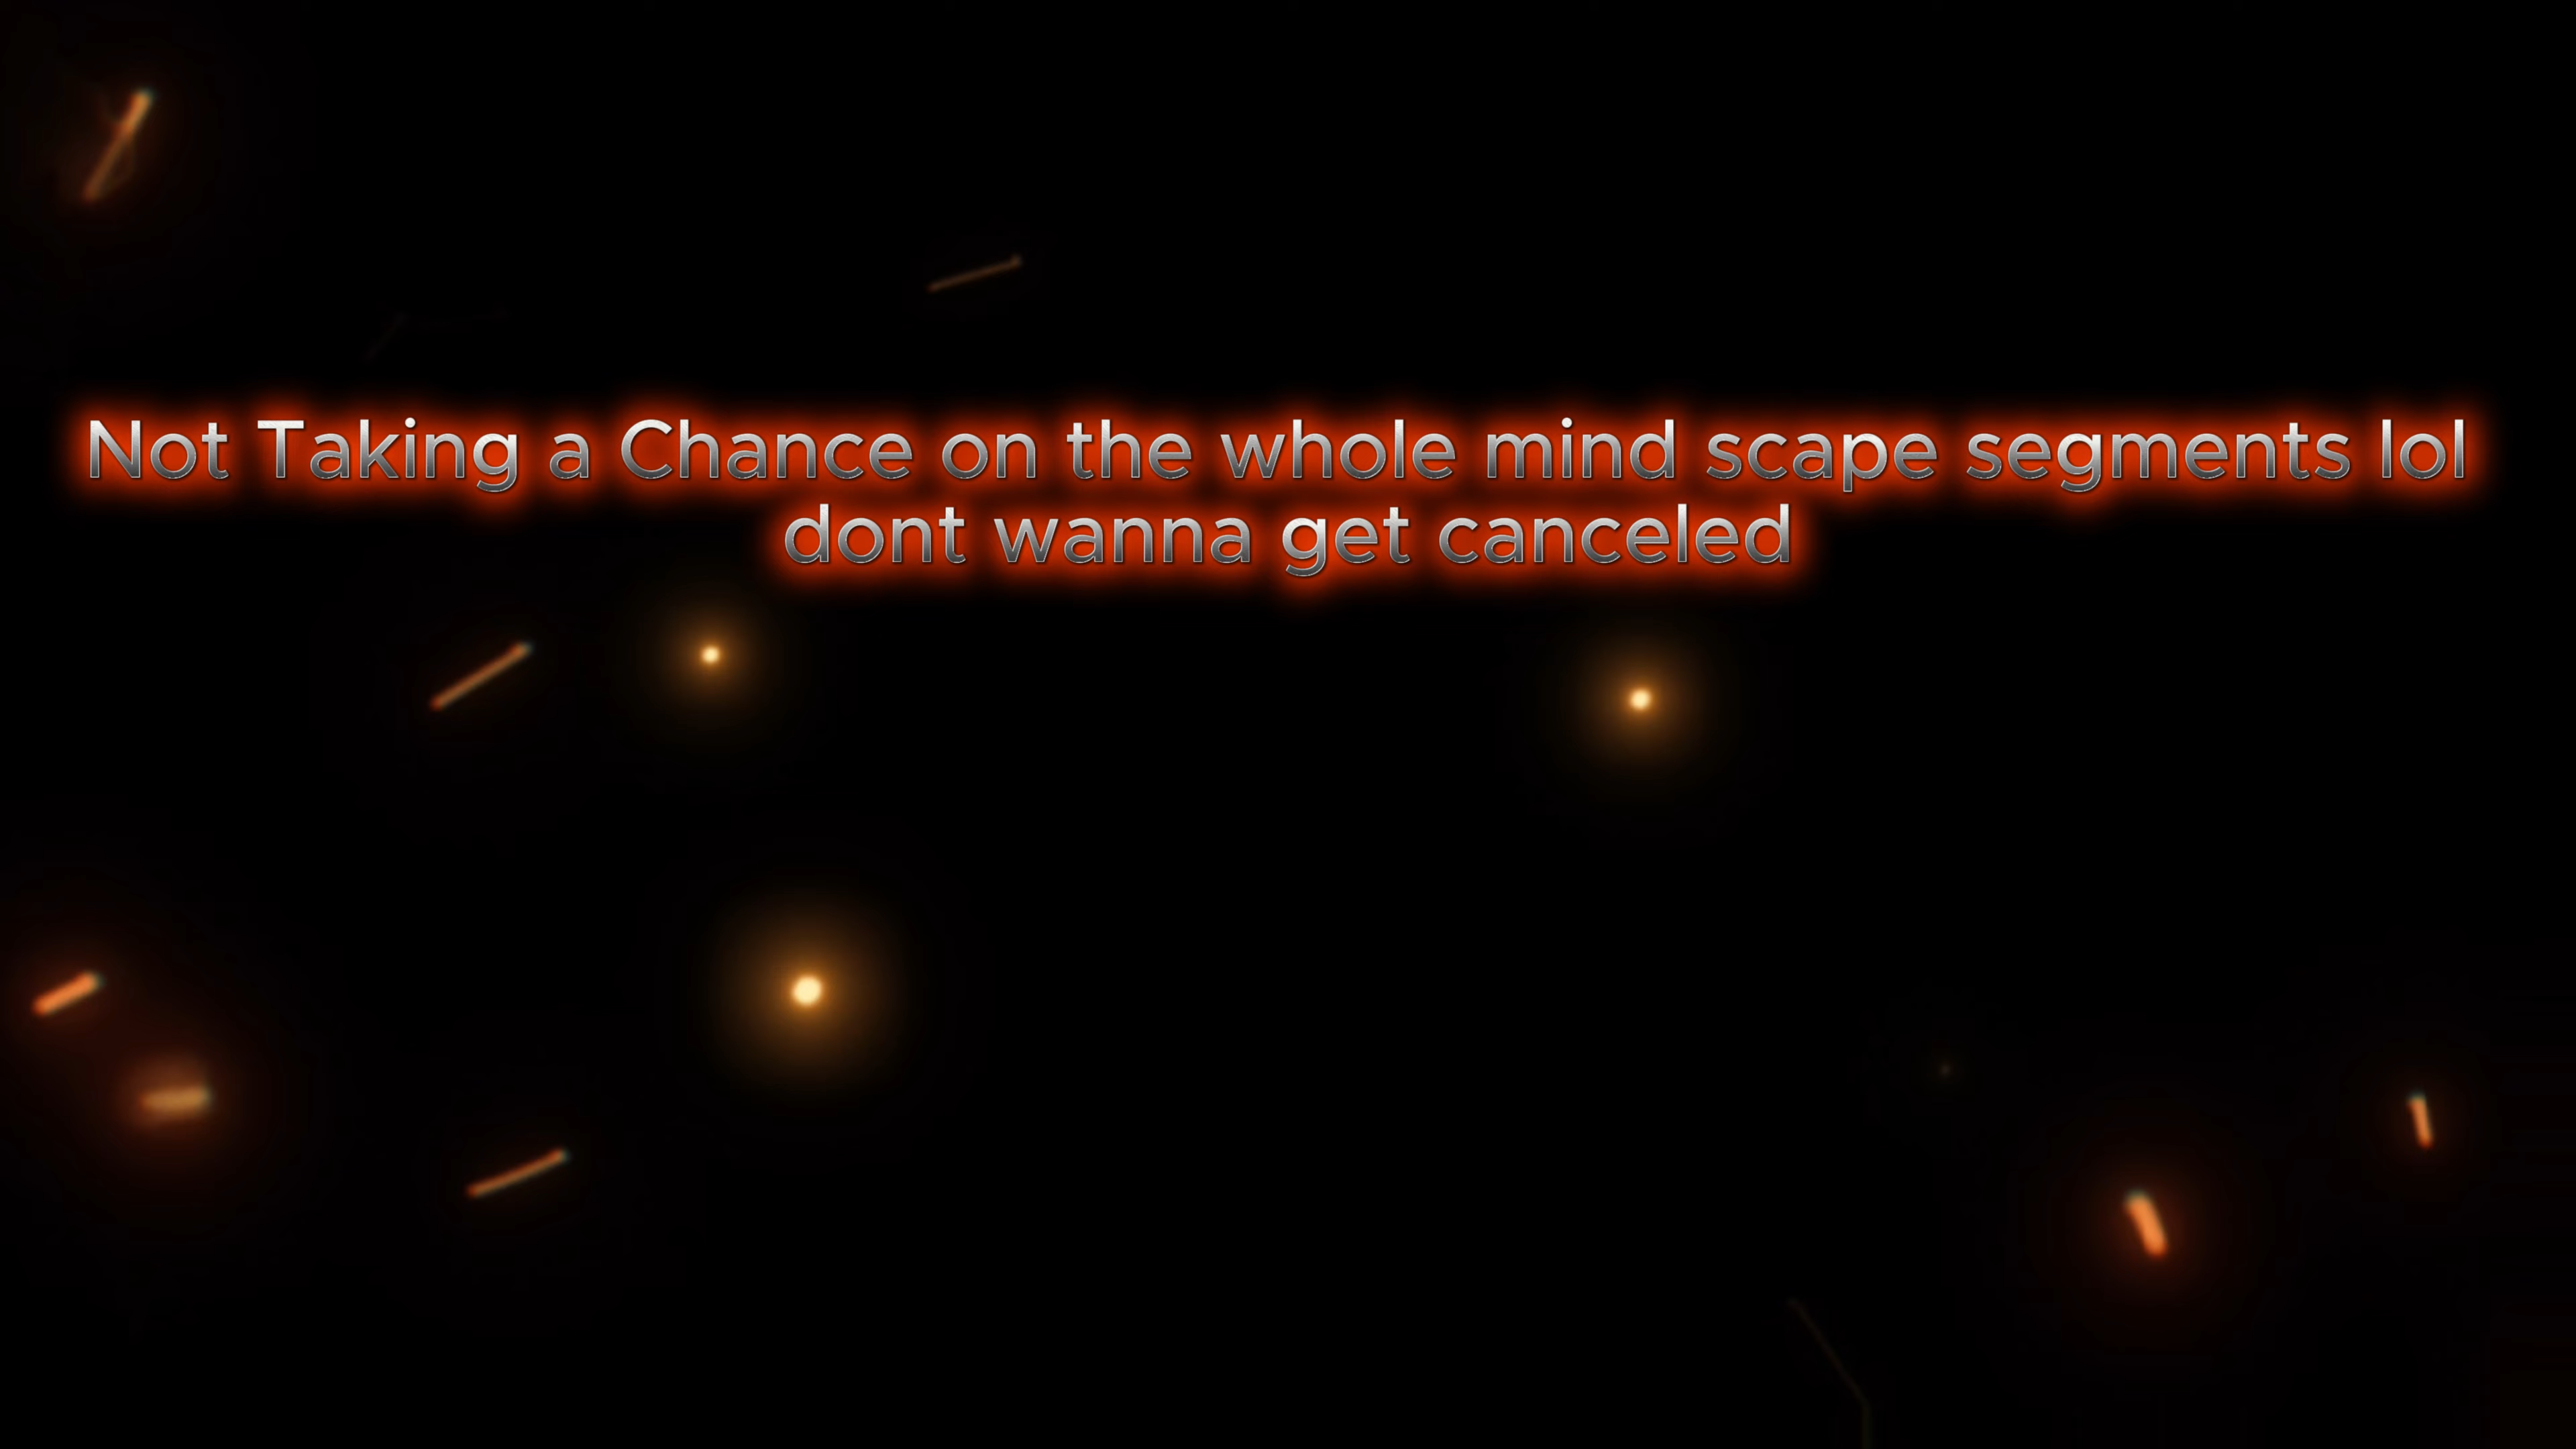 Not Taking a Chance on the whole mind scape segments lol
dont wanna get canceled